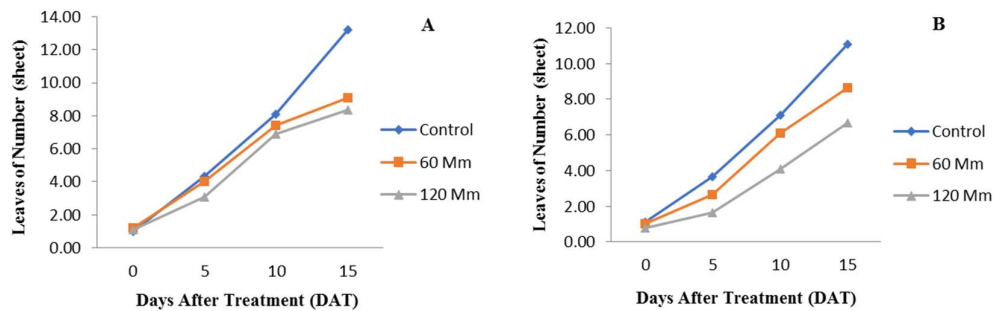 A
Leaves of Number (sheet)
14.00
12.00
10.00
8.00
6.00
4.00
2.00
0.00
0 5 10 15
Days After Treatment (DAT)
Control
60 Mm
120 Mm
B
Leaves of Number (sheet)
12.00
10.00
8.00
6.00
4.00
2.00
0.00
0 5 10 15
Days After Treatment (DAT)
Control
60 Mm
120 Mm